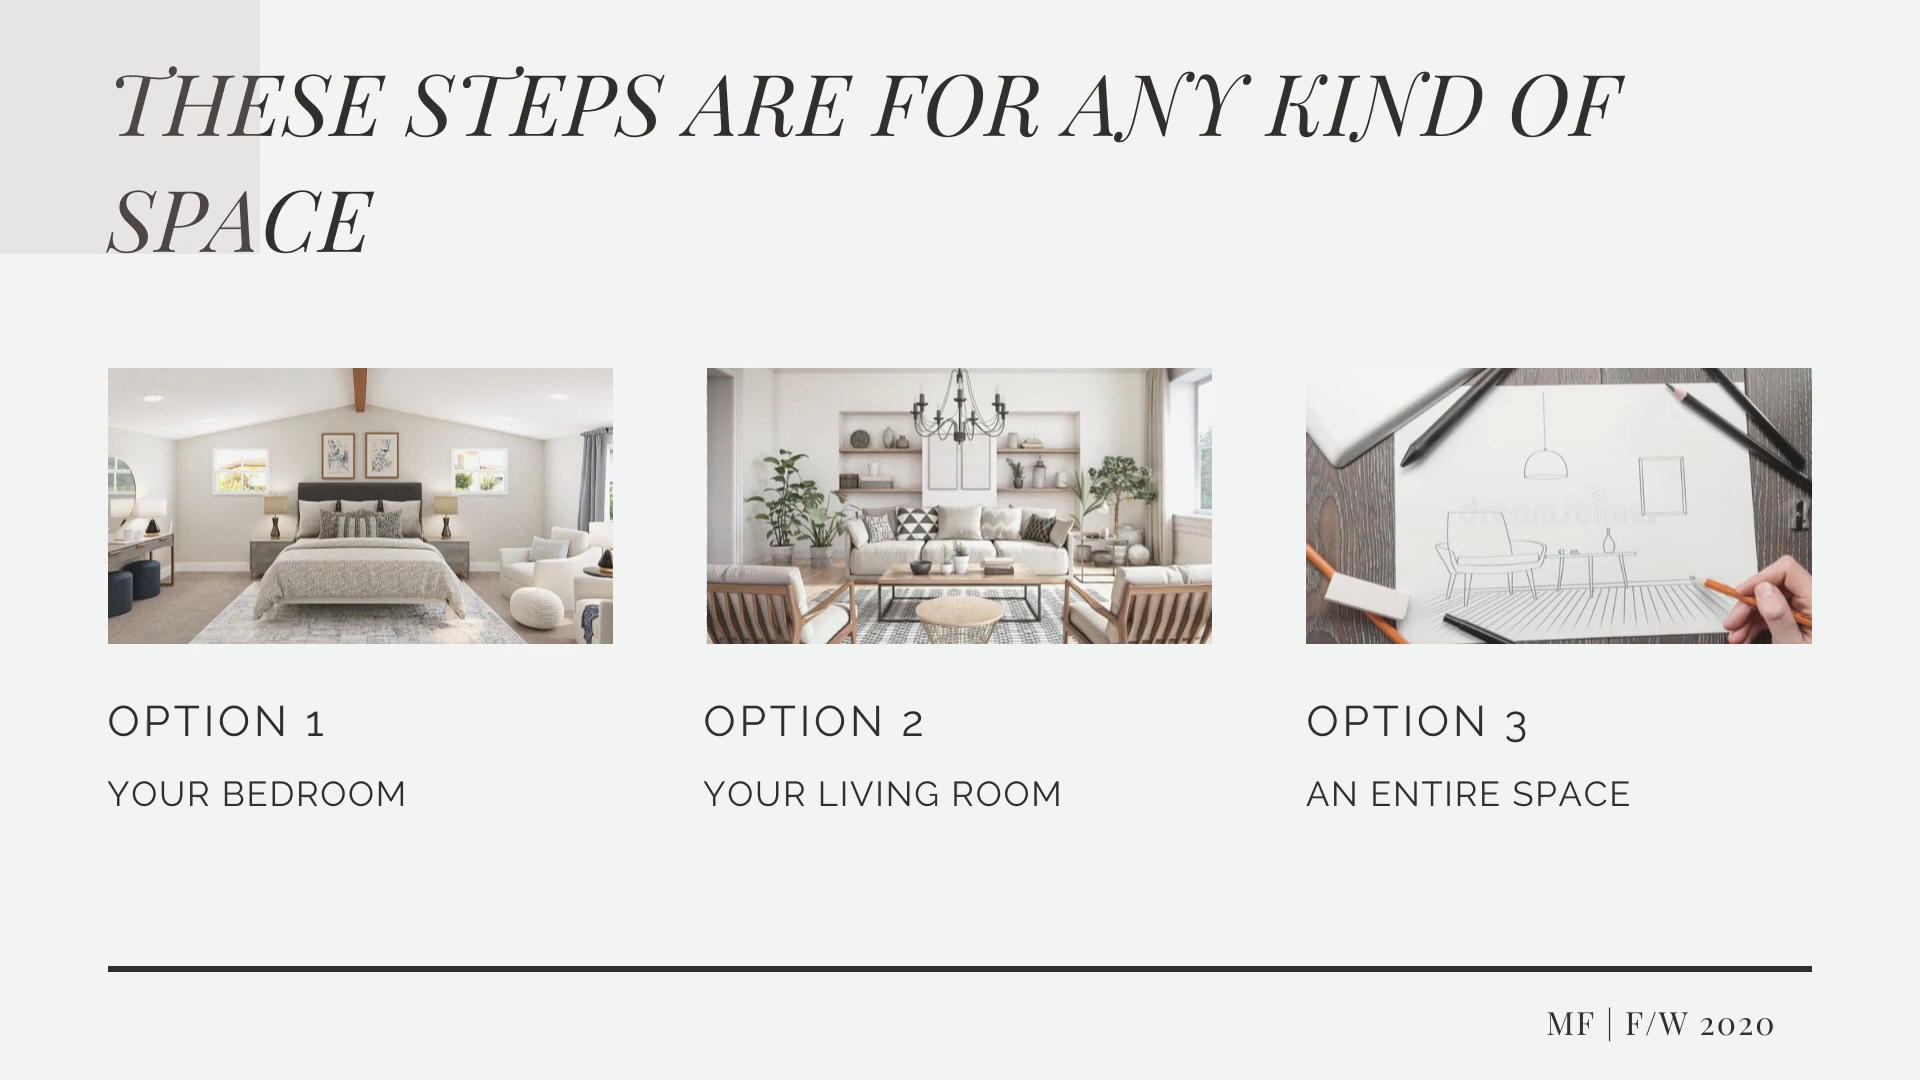 THESE STEPS ARE FOR ANY KIND OF
SPACE
dreamstime.
OPTION 1
OPTION 2
OPTION 3
YOUR BEDROOM
YOUR LIVING ROOM
AN ENTIRE SPACE
MF | F/W 2020